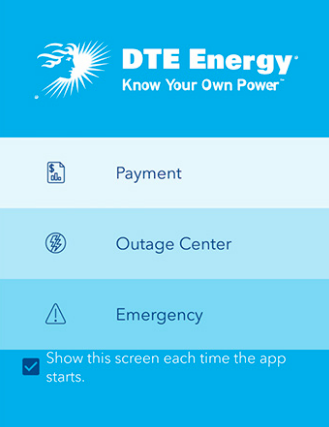 DTE Energy®
Know Your Own Power™
Payment
Outage Center
Emergency
Show this screen each time the app
starts.